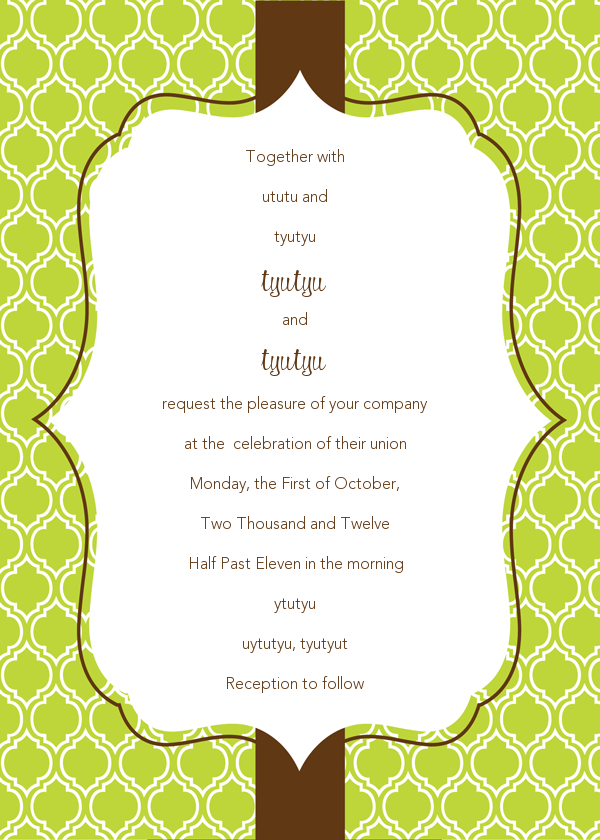 Together with
ututu and
tyutyu
tyutyu
and
tyutyu
request the pleasure of your company
at the  celebration of their union
Monday, the First of October,
Two Thousand and Twelve
Half Past Eleven in the morning
ytutyu
uytutyu, tyutyut
Reception to follow